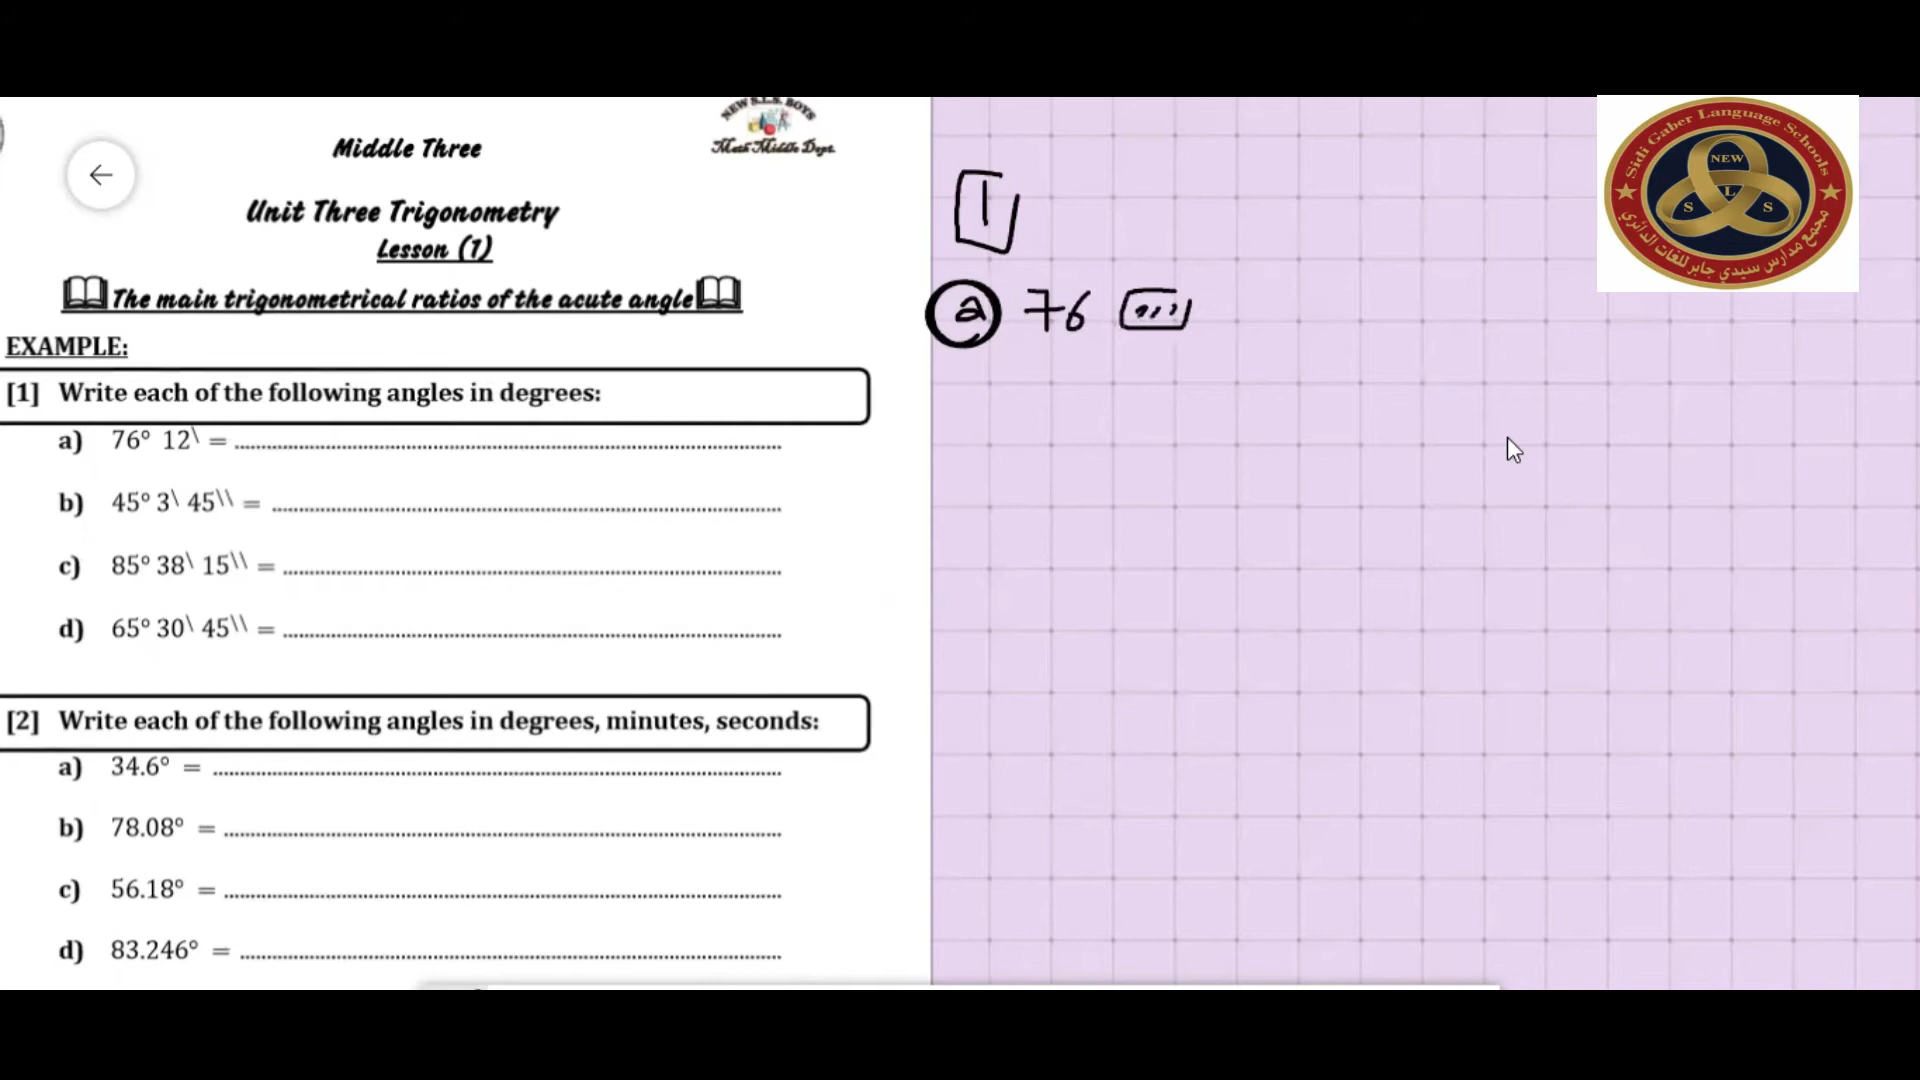 NEW S.L.S. BOYS
Math Middle Dept.
Middle Three
Unit Three Trigonometry
Lesson (1)
The main trigonometrical ratios of the acute angle
EXAMPLE:
[1] Write each of the following angles in degrees:
a) 76° 12\ = ........................................
b) 45° 3\ 45\\ = ........................................
c) 85° 38\ 15\\ = ........................................
d) 65° 30\ 45\\ = ........................................
[2] Write each of the following angles in degrees, minutes, seconds:
a) 34.6° = ........................................
b) 78.08° = ........................................
c) 56.18° = ........................................
d) 83.246° = ........................................
1
a 76 °,,,
Sidi Gaber Language Schools
NEW
L
S S
مجمع مدارس سيدي جابر للغات الدائري